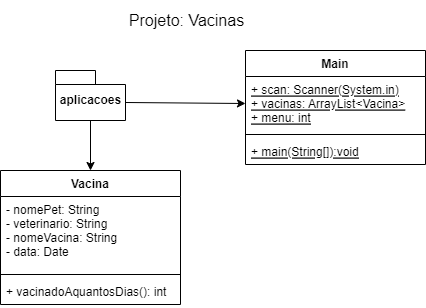 Projeto: Vacinas
Main
+ scan: Scanner(System.in)
+ vacinas: ArrayList<Vacina>
+ menu: int
+ main(String[]):void
aplicacoes
Vacina
- nomePet: String
- veterinario: String
- nomeVacina: String
- data: Date
+ vacinadoAquantosDias(): int